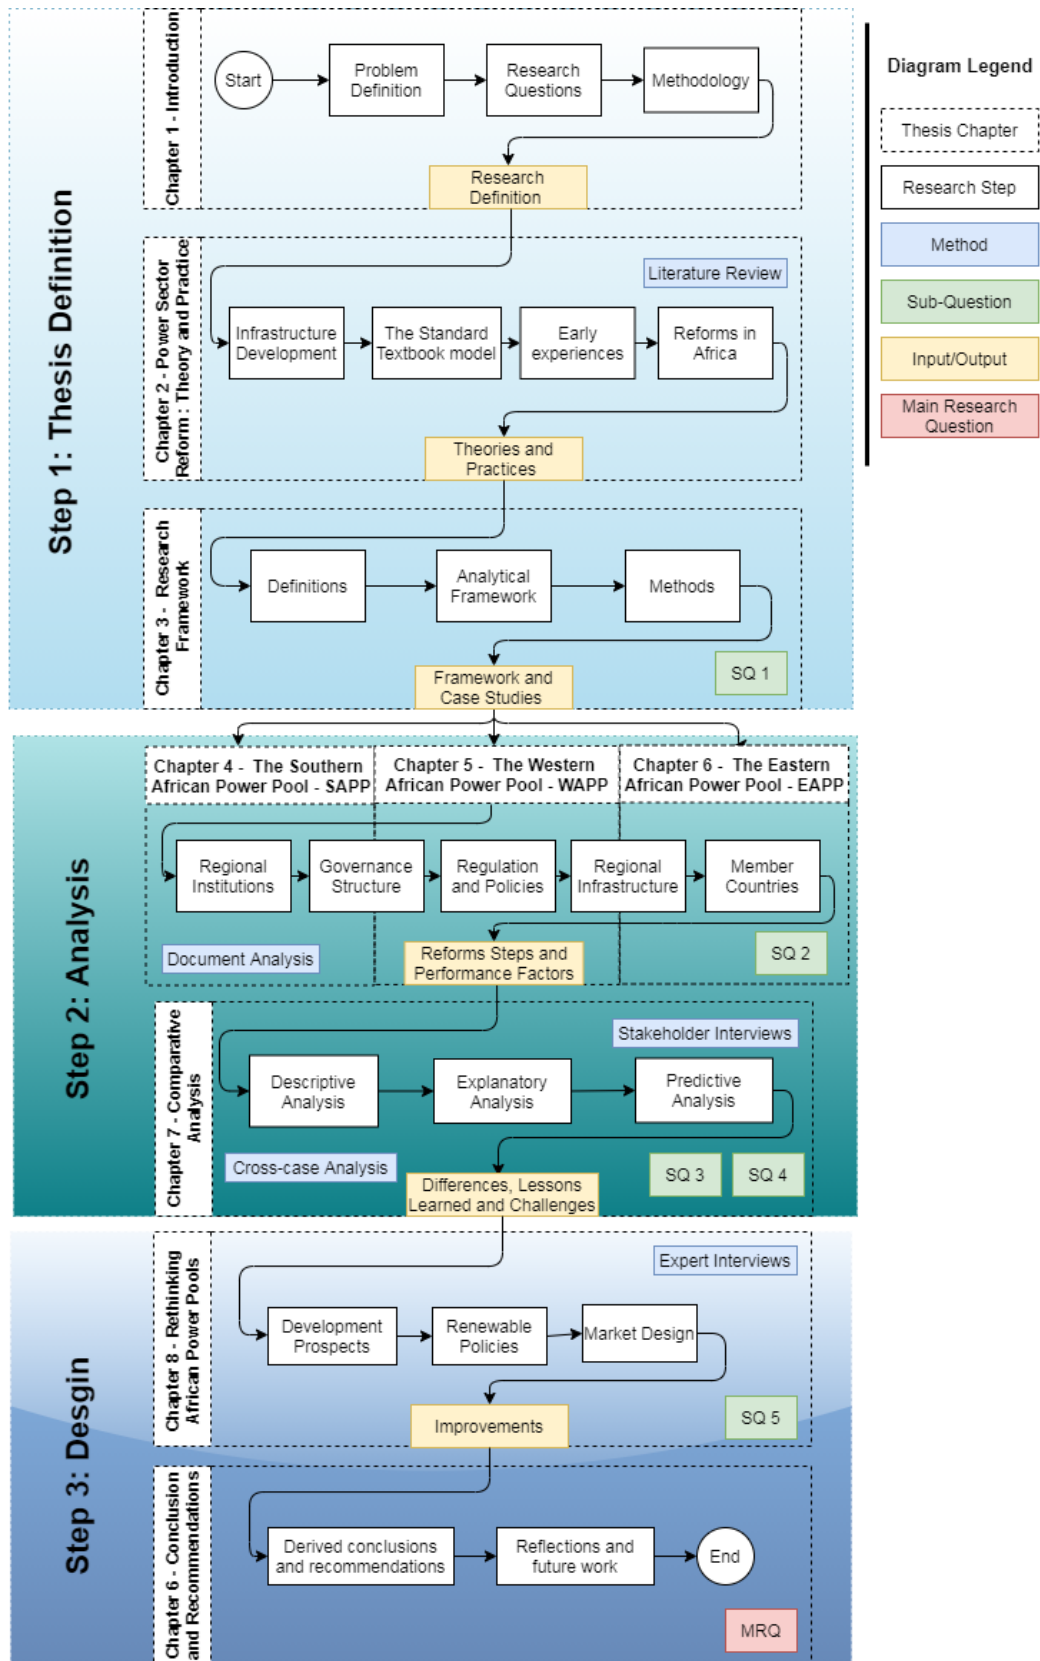 Step 1: Thesis Definition
Chapter 1 - Introduction
Start
Problem
Definition
Research
Questions
Methodology
Research
Definition
Chapter 2 - Power Sector
Reform : Theory and Practice
Literature Review
Infrastructure
Development
The Standard
Textbook model
Early
experiences
Reforms in
Africa
Theories and
Practices
Chapter 3 - Research
Framework
Definitions
Analytical
Framework
Methods
Framework and
Case Studies
SQ 1
Diagram Legend
Thesis Chapter
Research Step
Method
Sub-Question
Input/Output
Main Research
Question
Step 2: Analysis
Chapter 4 - The Southern
African Power Pool - SAPP
Chapter 5 - The Western
African Power Pool - WAPP
Chapter 6 - The Eastern
African Power Pool - EAPP
Regional
Institutions
Governance
Structure
Regulation
and Policies
Regional
Infrastructure
Member
Countries
Document Analysis
Reforms Steps and
Performance Factors
SQ 2
Chapter 7 - Comparative
Analysis
Stakeholder Interviews
Descriptive
Analysis
Explanatory
Analysis
Predictive
Analysis
Cross-case Analysis
Differences, Lessons
Learned and Challenges
SQ 3
SQ 4
Step 3: Desgin
Chapter 8 - Rethinking
African Power Pools
Expert Interviews
Development
Prospects
Renewable
Policies
Market Design
Improvements
SQ 5
Chapter 6 - Conclusion
and Recommendations
Derived conclusions
and recommendations
Reflections and
future work
End
MRQ